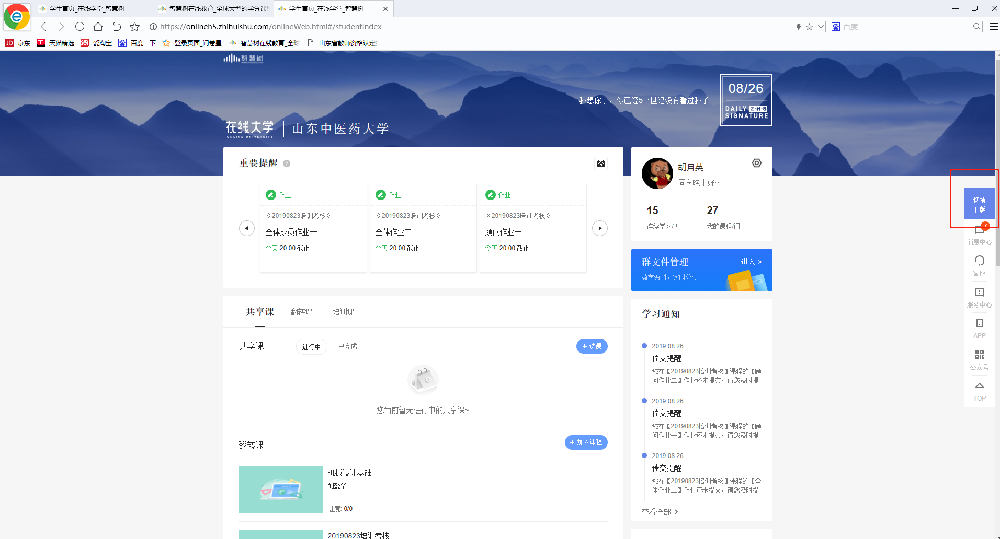 学生首页_在线学堂_智慧树
智慧树在线教育_全球大型的学分课
学生首页_在线学堂_智慧树
https://onlineh5.zhihuishu.com/onlineWeb.html#/studentIndex
百度
京东
天猫精选
爱淘宝
百度一下
登录页面_问卷星
智慧树在线教育_全球
山东省教师资格认定
智慧树
我想你了，你已经5个世纪没有看过我了
08/26
DAILY Z·H·S
SIGNATURE
在线大学
ONLINE UNIVERSITY
山东中医药大学
重要提醒 ?
今
作业
《20190823培训考核》
全体成员作业一
今天 20:00 截止
作业
《20190823培训考核》
全体作业二
今天 20:00 截止
作业
《20190823培训考核》
顾问作业一
今天 20:00 截止
胡月英
同学晚上好~
15
连续学习/天
27
我的课程/门
群文件管理
进入 >
教学资料，实时分享
共享课
翻转课
培训课
共享课
进行中
已完成
+ 选课
您当前暂无进行中的共享课~
翻转课
+ 加入课程
机械设计基础
刘爱华
进度: 0/0
20190823培训考核
学习通知
2019.08.26
催交提醒
您在【20190823培训考核】课程的【顾
问作业二】作业还未提交，请您及时提
2019.08.26
催交提醒
您在【20190823培训考核】课程的【顾
问作业一】作业还未提交，请您及时提
2019.08.26
催交提醒
您在【20190823培训考核】课程的【全
体作业二】作业还未提交，请您及时提
查看全部 >
切换
旧版
7
消息中心
客服
服务中心
APP
公众号
TOP